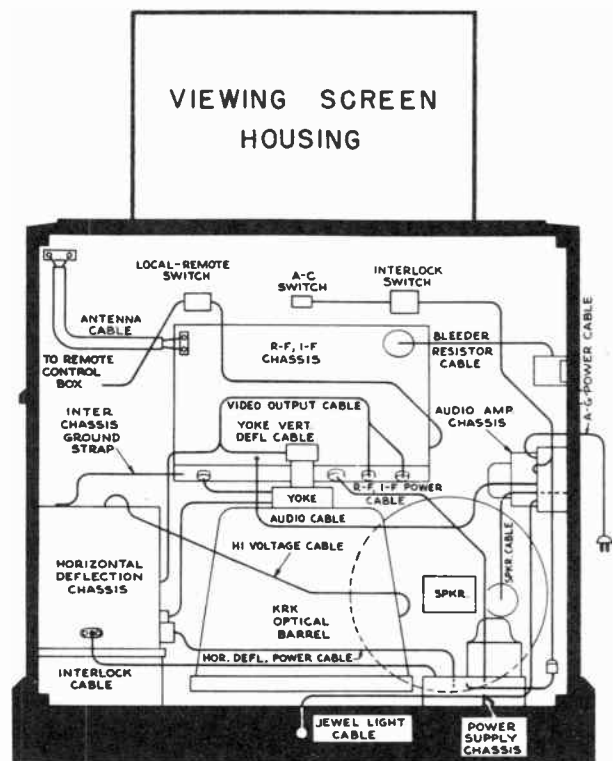 VIEWING SCREEN
HOUSING
LOCAL-REMOTE
SWITCH
A-C
SWITCH
INTERLOCK
SWITCH
ANTENNA
CABLE
R-F, I-F
CHASSIS
BLEEDER
RESISTOR
CABLE
TO REMOTE
CONTROL
BOX
A-C POWER CABLE
INTER
CHASSIS
GROUND
STRAP
VIDEO OUTPUT CABLE
YOKE VERT
DEFL CABLE
AUDIO AMP.
CHASSIS
R-F, I-F POWER
CABLE
YOKE
AUDIO CABLE
HI VOLTAGE CABLE
SPKR. CABLE
HORIZONTAL
DEFLECTION
CHASSIS
KRK
OPTICAL
BARREL
SPKR.
HOR. DEFL. POWER CABLE
INTERLOCK
CABLE
JEWEL LIGHT
CABLE
POWER
SUPPLY
CHASSIS